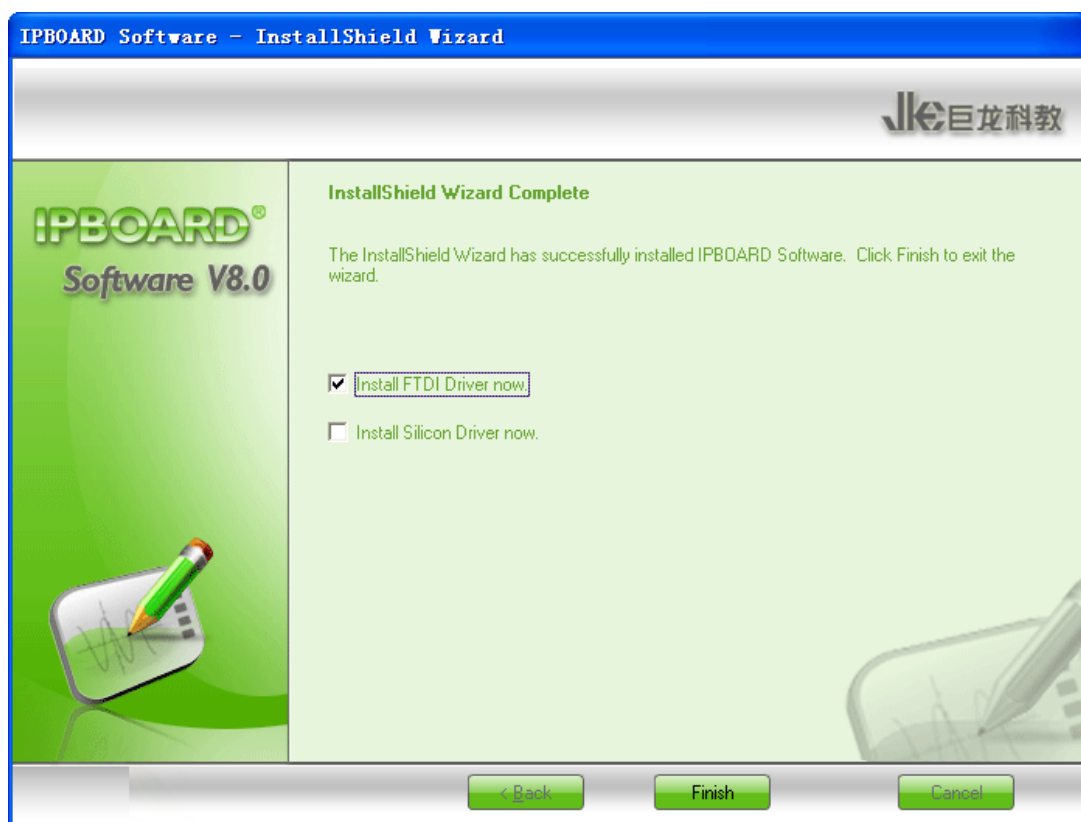 IPBOARD Software - InstallShield Wizard
JLE巨龙科教
InstallShield Wizard Complete
IPBOARD®
Software V8.0
The InstallShield Wizard has successfully installed IPBOARD Software. Click Finish to exit the
wizard.
Install FTDI Driver now.
Install Silicon Driver now.
< Back
Finish
Cancel